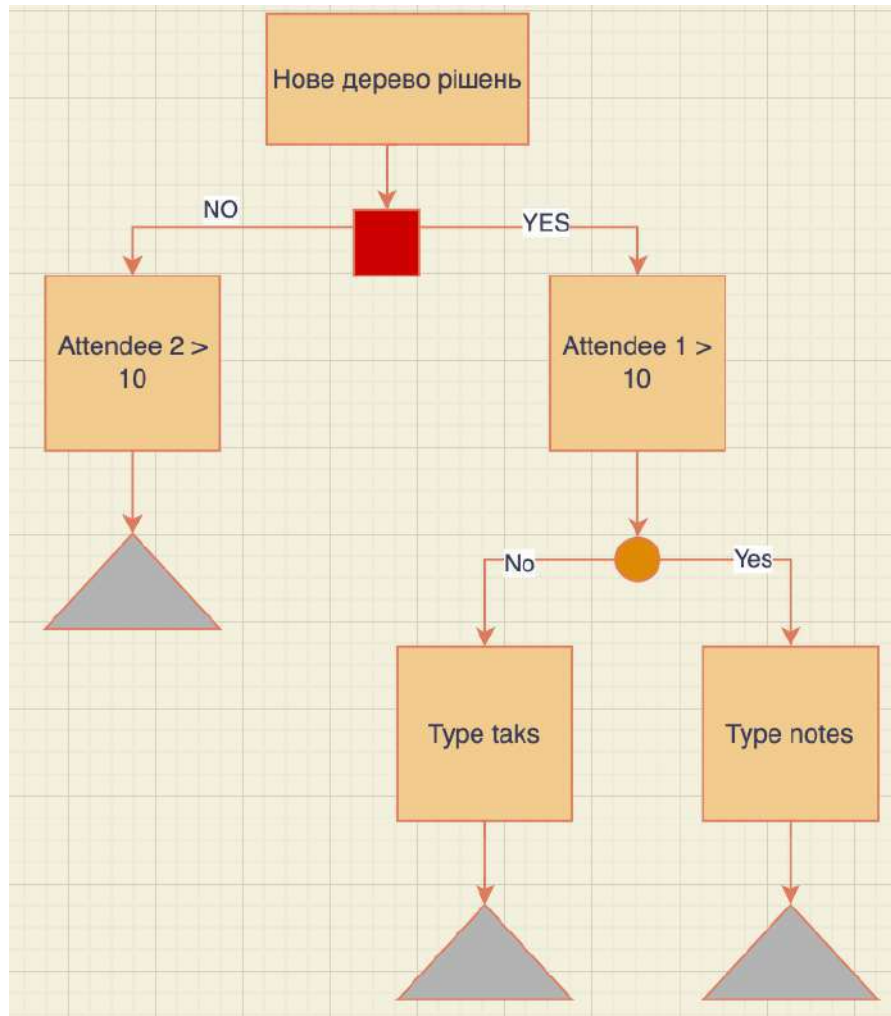 Нове дерево рішень
NO
YES
Attendee 2 >
10
Attendee 1 >
10
No
Yes
Type taks
Type notes